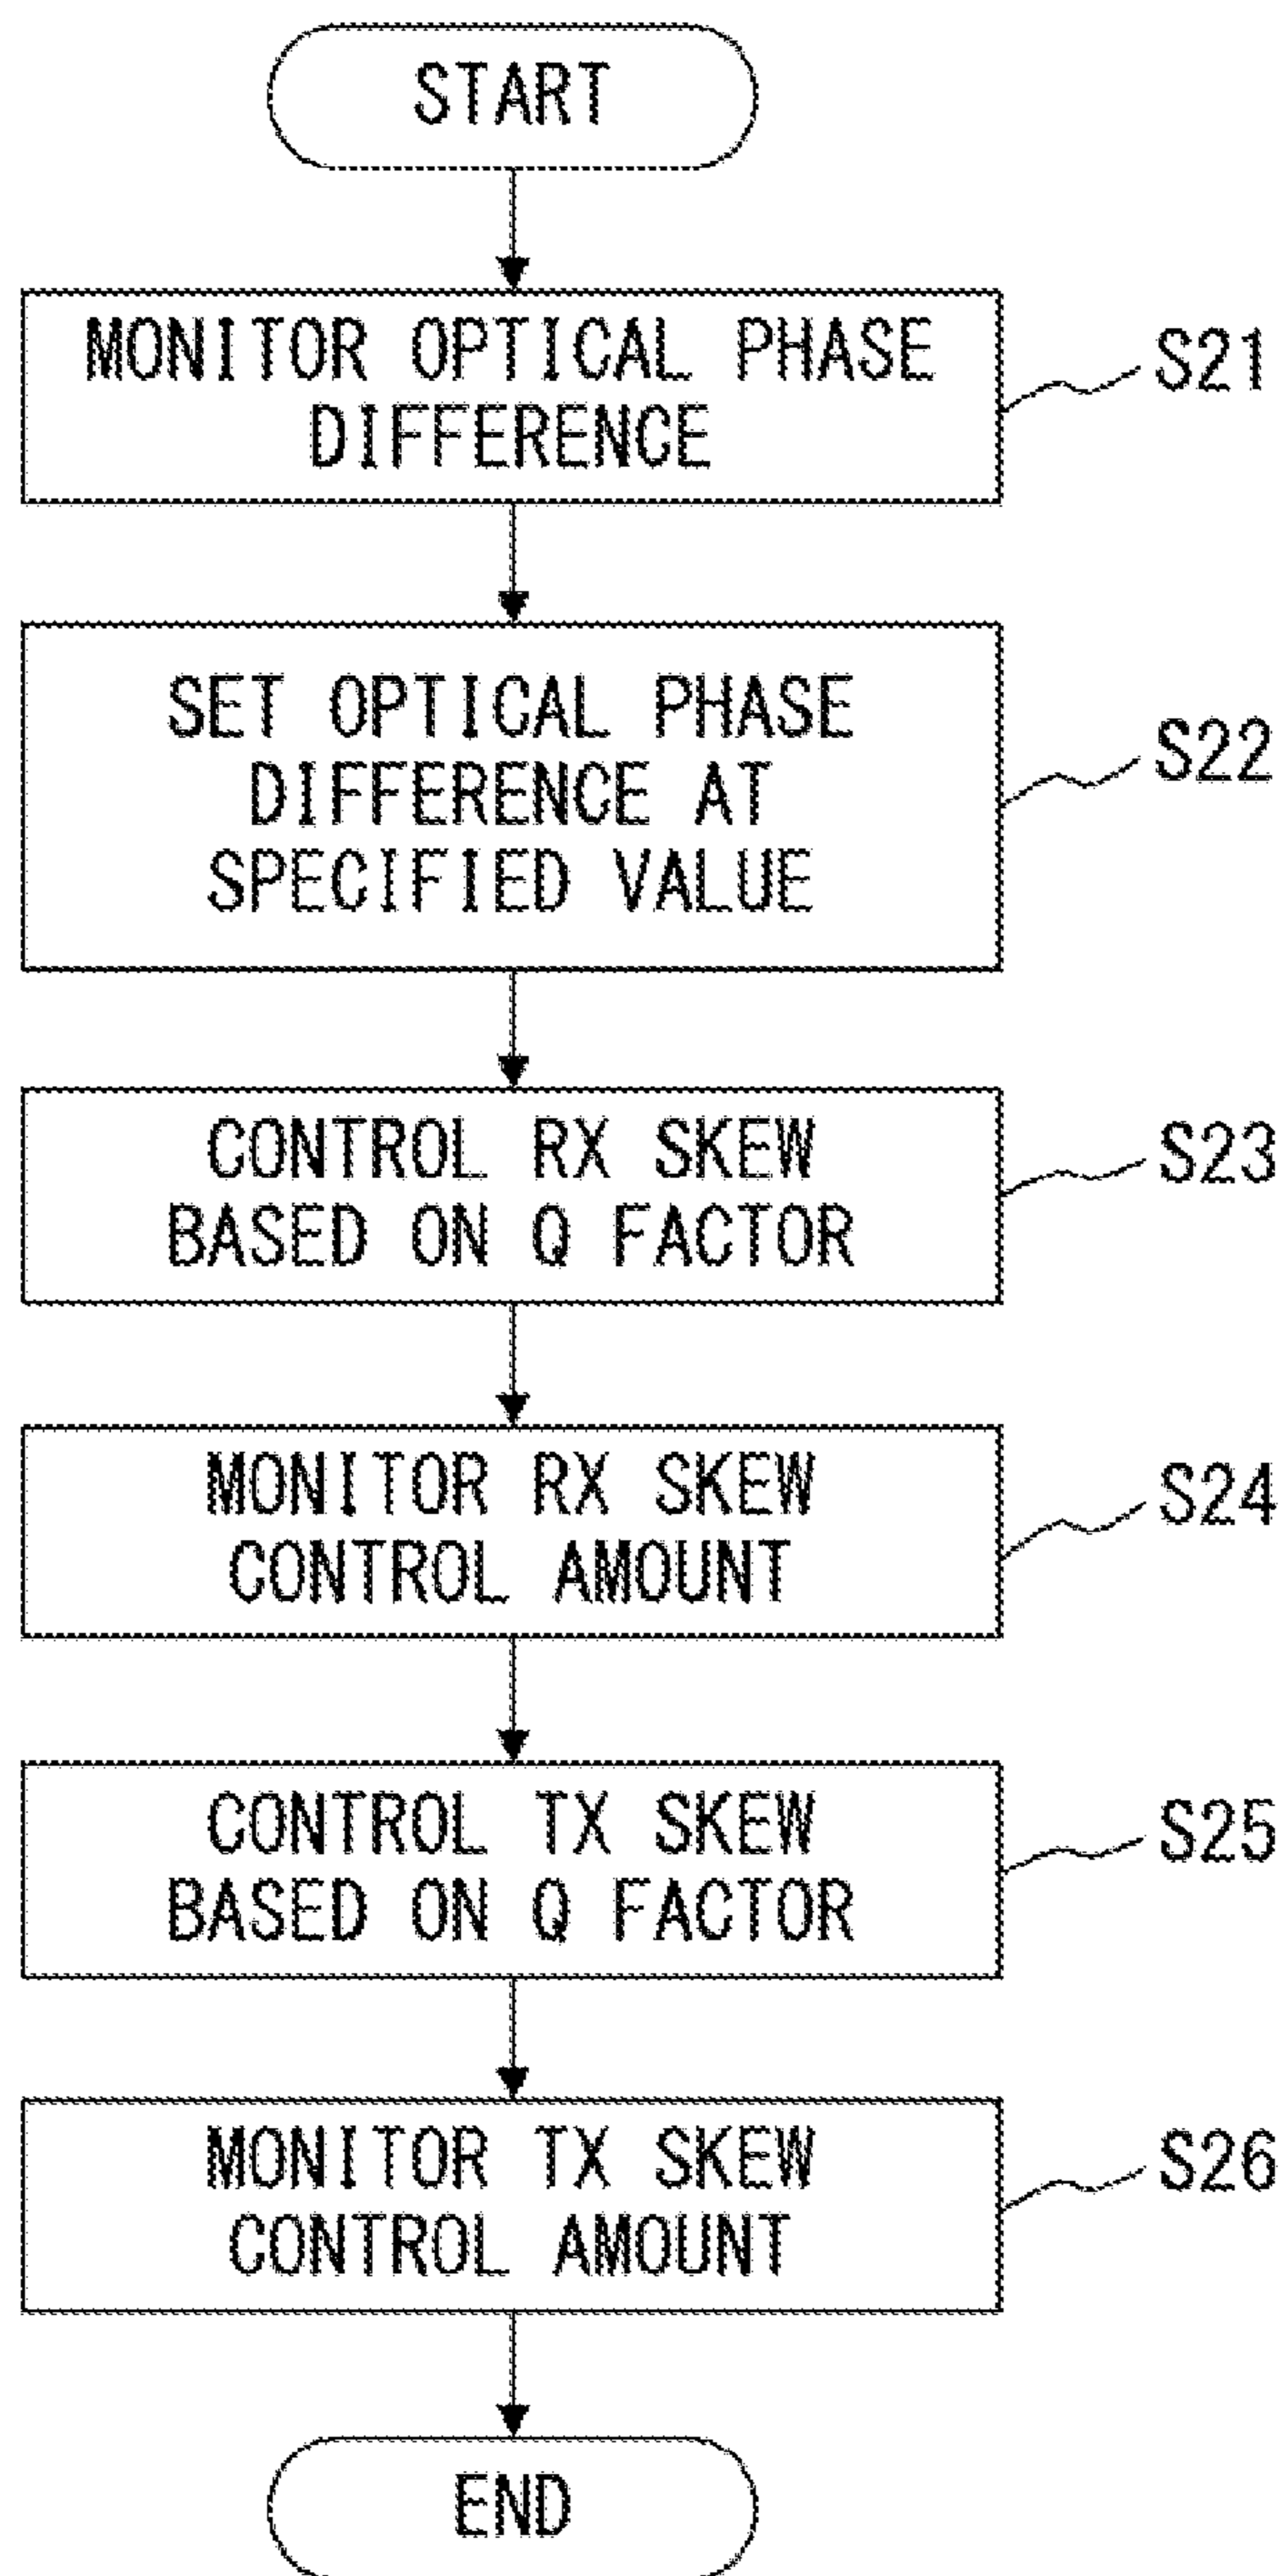 START
MONITOR OPTICAL PHASE
DIFFERENCE
S21
SET OPTICAL PHASE
DIFFERENCE AT
SPECIFIED VALUE
S22
CONTROL RX SKEW
BASED ON Q FACTOR
S23
MONITOR RX SKEW
CONTROL AMOUNT
S24
CONTROL TX SKEW
BASED ON Q FACTOR
S25
MONITOR TX SKEW
CONTROL AMOUNT
S26
END